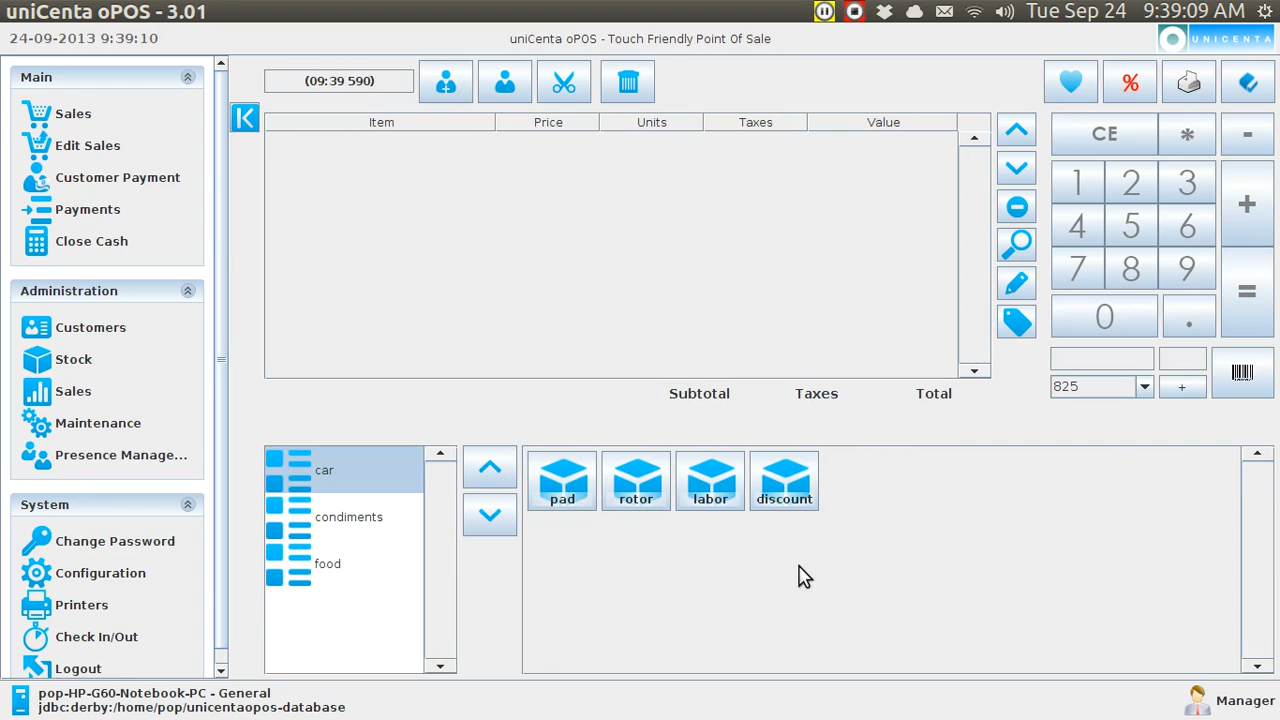 uniCenta oPOS - 3.01
Tue Sep 24 9:39:09 AM
24-09-2013 9:39:10
uniCenta oPOS - Touch Friendly Point Of Sale
UNICENTA
Main
Sales
Edit Sales
Customer Payment
Payments
Close Cash
Administration
Customers
Stock
Sales
Maintenance
Presence Manage...
System
Change Password
Configuration
Printers
Check In/Out
Logout
(09:39 590)
%
Item Price Units Taxes Value
CE * -
1 2 3 +
4 5 6
7 8 9 =
0 .
825 +
Subtotal Taxes Total
car
condiments
food
pad rotor labor discount
pop-HP-G60-Notebook-PC - General
jdbc:derby:/home/pop/unicentaopos-database
Manager